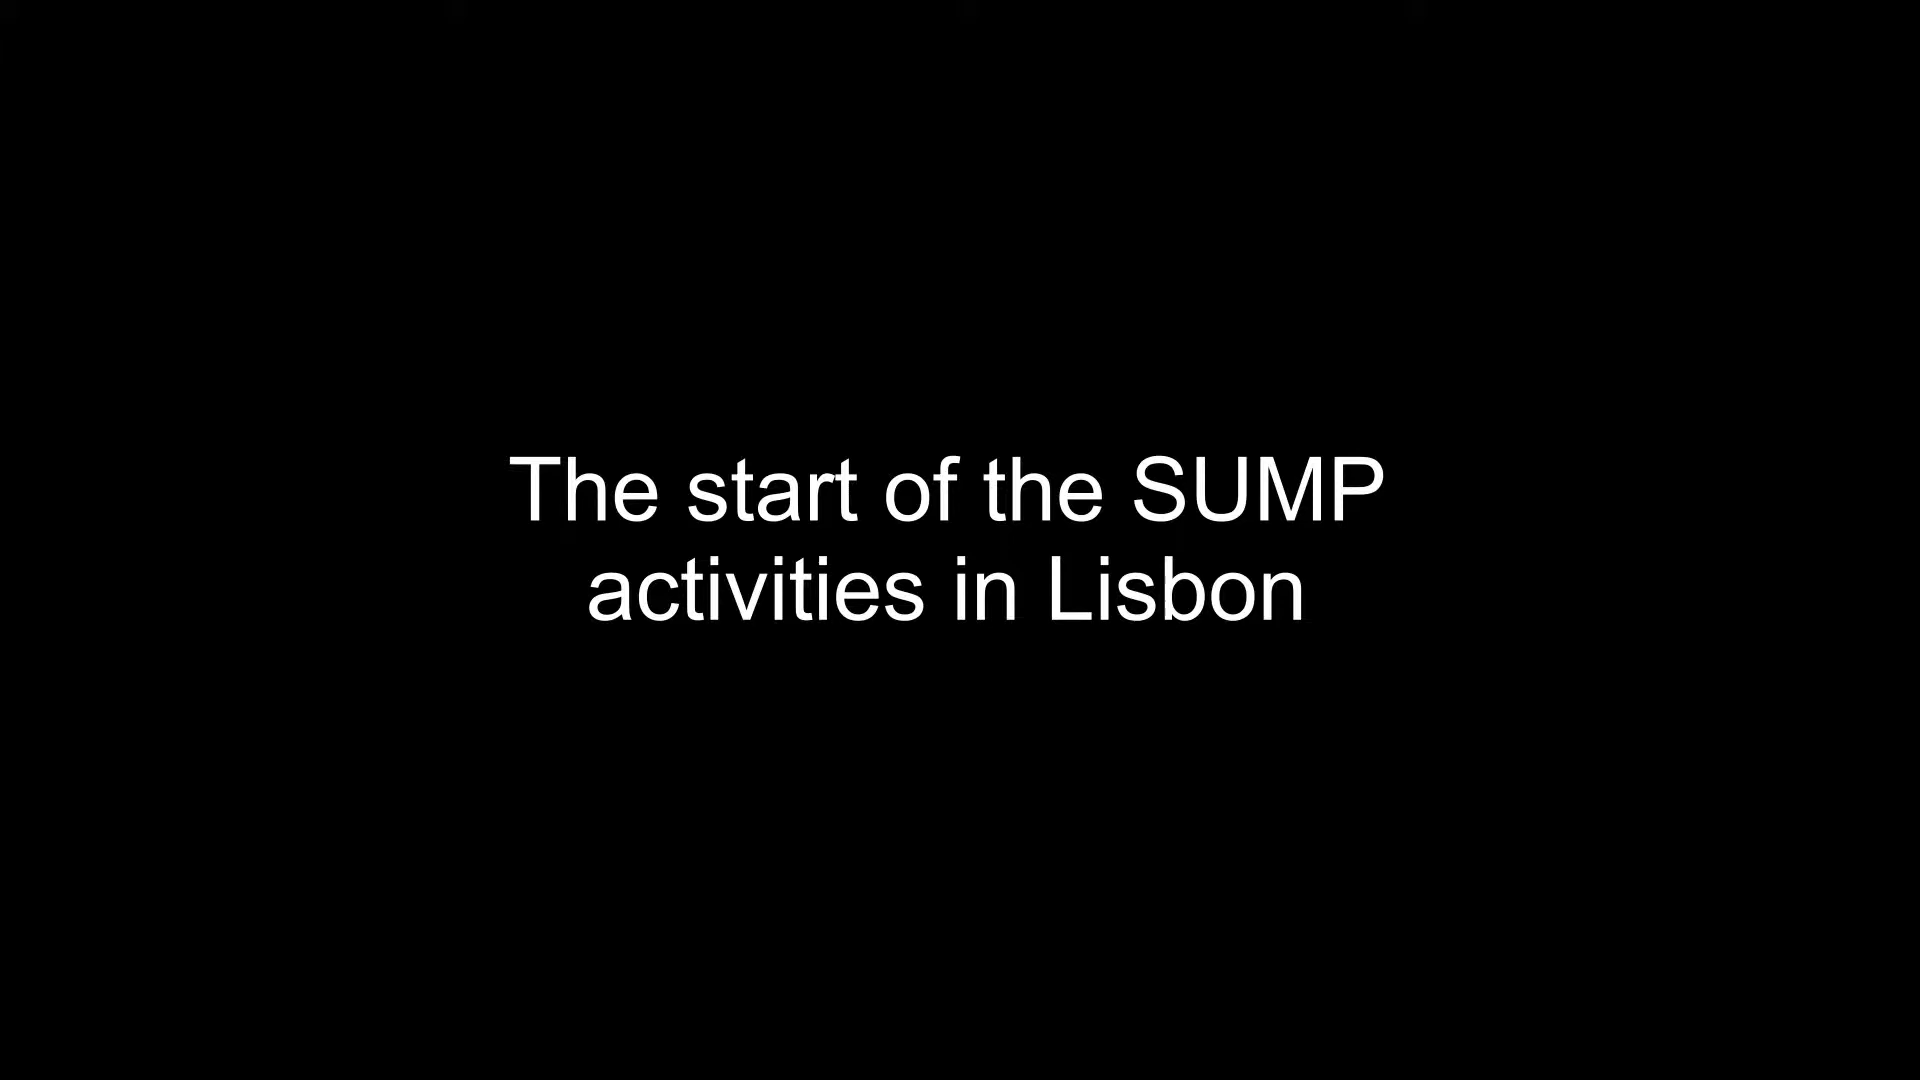 The start of the SUMP
activities in Lisbon